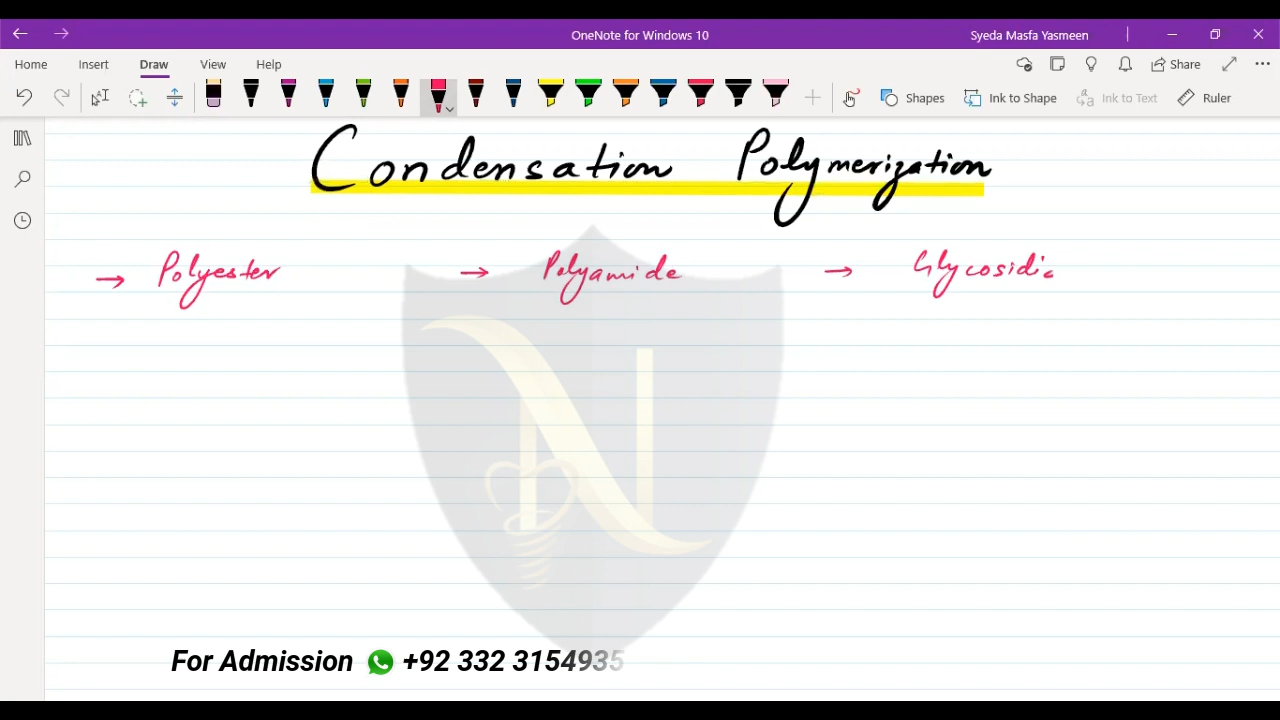 OneNote for Windows 10 Syeda Masfa Yasmeen
Home Insert Draw View Help Share
Shapes Ink to Shape Ink to Text Ruler
Condensation Polymerization
→ Polyester → Polyamide → Glycosidic
For Admission +92 332 3154935